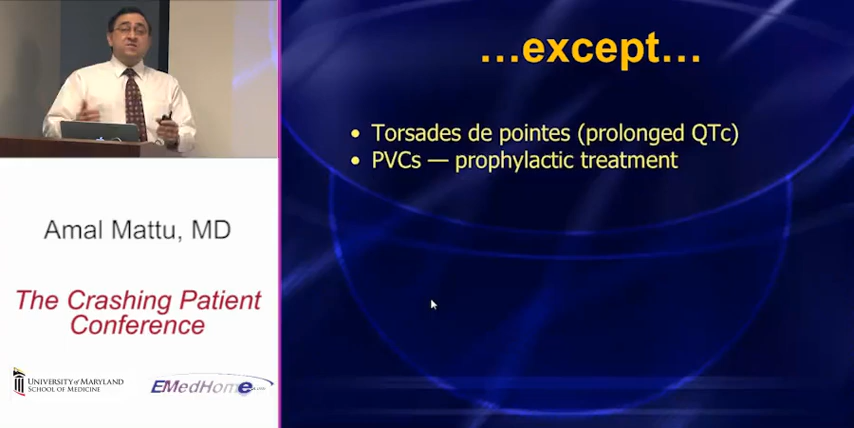 ...except...
• Torsades de pointes (prolonged QTc)
• PVCs — prophylactic treatment
Amal Mattu, MD
The Crashing Patient
Conference
UNIVERSITY OF MARYLAND
SCHOOL OF MEDICINE
EMedHome